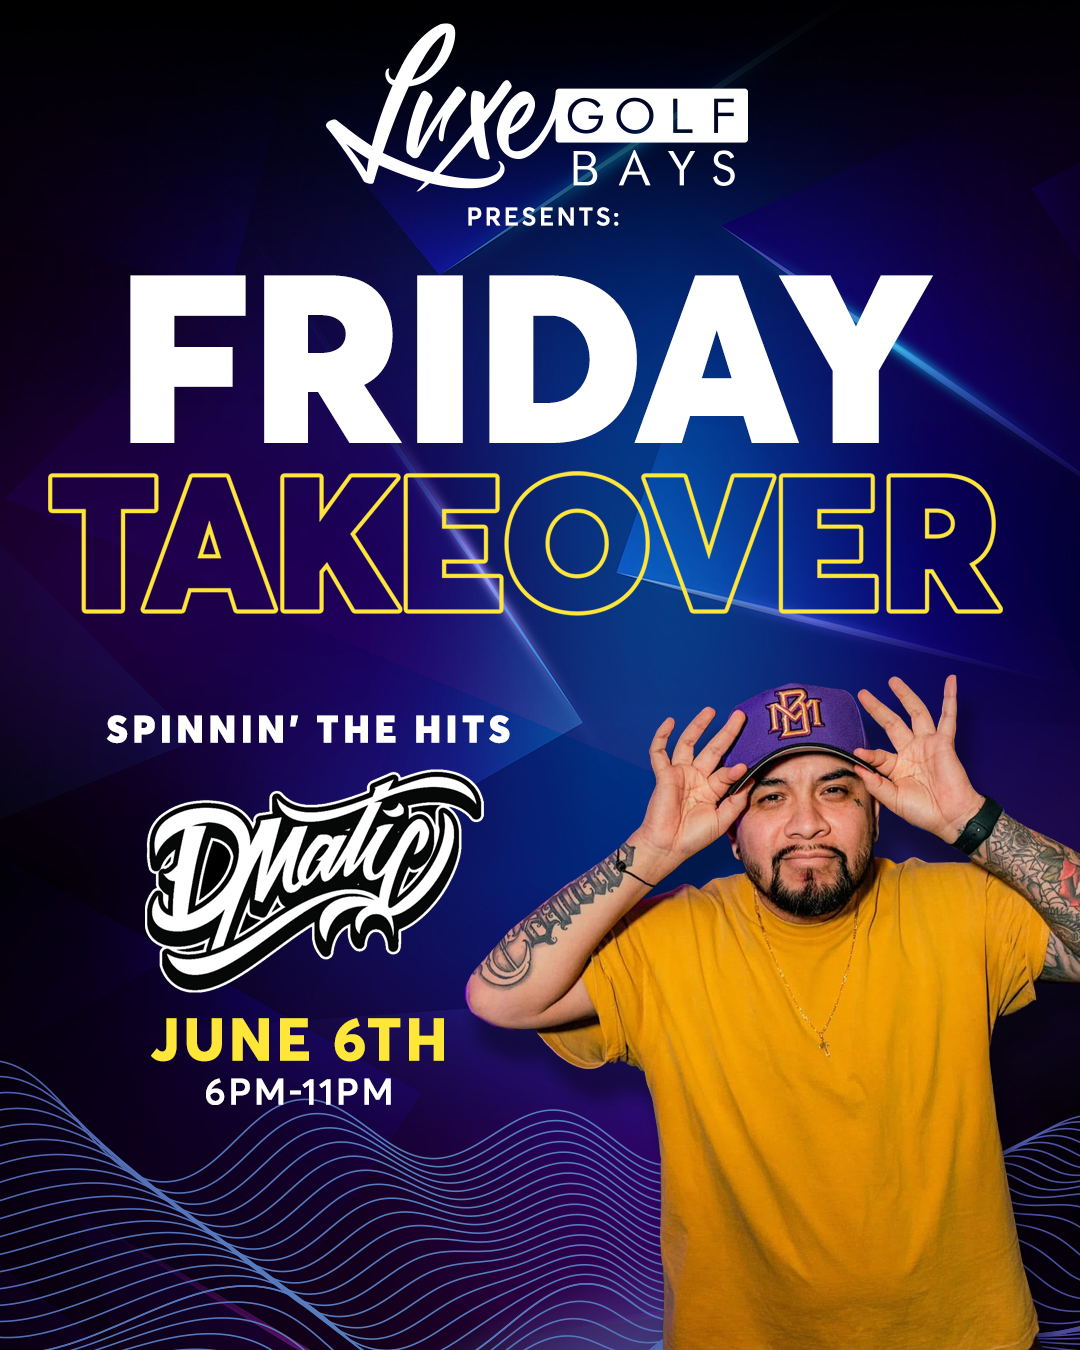 Luxe GOLF
BAYS
PRESENTS:
FRIDAY
TAKEOVER
SPINNIN' THE HITS
DMatic
JUNE 6TH
6PM-11PM